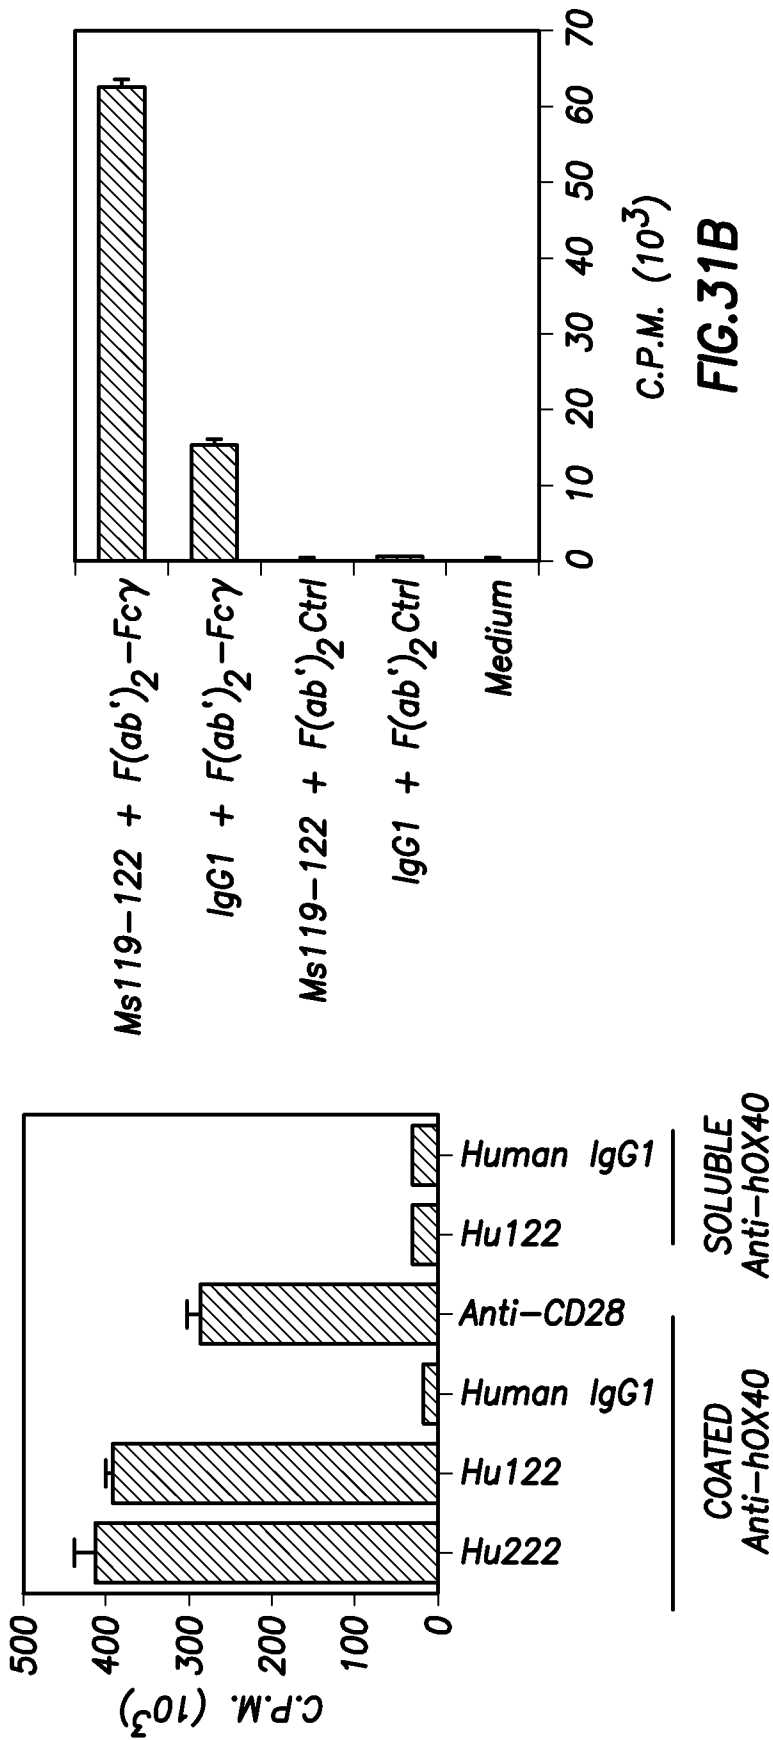 500
400
300
200
100
0
C.P.M. (10³)
Hu222
Hu122
Human IgG1
Anti-CD28
Hu122
Human IgG1
COATED
Anti-hOX40
SOLUBLE
Anti-hOX40
Ms119-122 + F(ab‘)₂-Fcγ
IgG1 + F(ab‘)₂-Fcγ
Ms119-122 + F(ab‘)₂Ctrl
IgG1 + F(ab‘)₂Ctrl
Medium
0 10 20 30 40 50 60 70
C.P.M. (10³)
FIG.31B